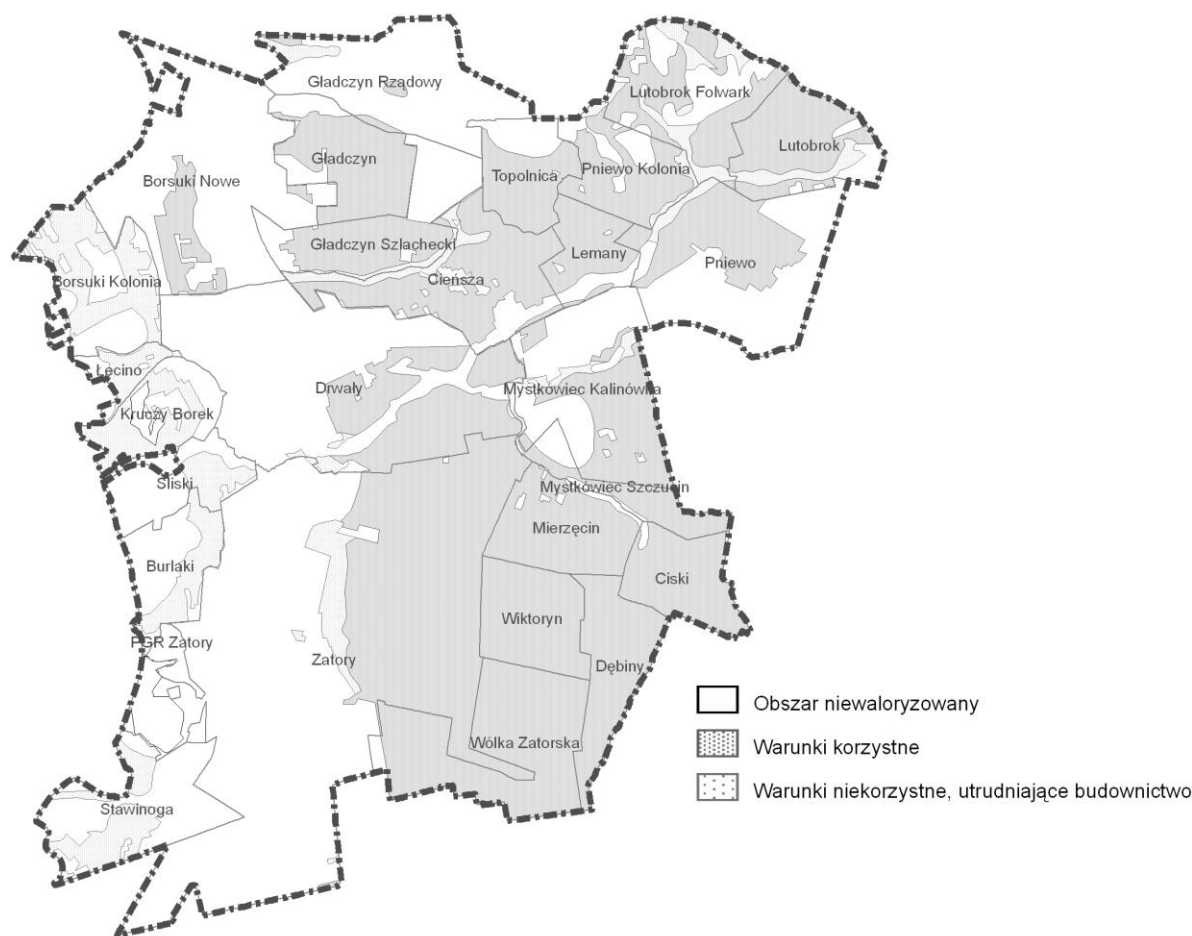 Gładczyn Rządowy
Lutobrok Folwark
Lutobrok
Gładczyn
Topolnica
Pniewo Kolonia
Borsuki Nowe
Gładczyn Szlachecki
Lemany
Pniewo
Borsuki Kolonia
Cieńsza
Łęcino
Drwały
Mystkowiec Kalinówka
Kruczy Borek
Śliski
Mystkowiec Szczucin
Mierzęcin
Burlaki
Ciski
Wiktoryn
PGR Zatory
Zatory
Dębiny
Wólka Zatorska
Stawinoga
Obszar niewaloryzowany
Warunki korzystne
Warunki niekorzystne, utrudniające budownictwo